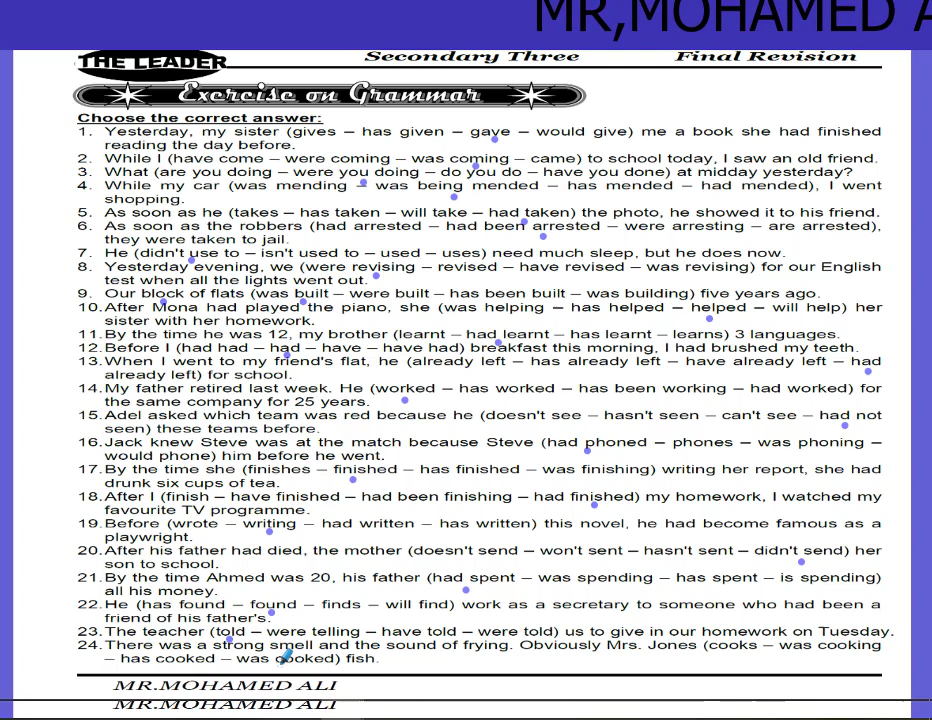 MR,MOHAMED A
THE LEADER Secondary Three Final Revision
Exercise on Grammar
Choose the correct answer:
1. Yesterday, my sister (gives – has given – gave – would give) me a book she had finished
reading the day before.
2. While I (have come – were coming – was coming – came) to school today, I saw an old friend.
3. What (are you doing – were you doing – do you do – have you done) at midday yesterday?
4. While my car (was mending – was being mended – has mended – had mended), I went
shopping.
5. As soon as he (takes – has taken – will take – had taken) the photo, he showed it to his friend.
6. As soon as the robbers (had arrested – had been arrested – were arresting – are arrested),
they were taken to jail.
7. He (didn't use to – isn't used to – used – uses) need much sleep, but he does now.
8. Yesterday evening, we (were revising – revised – have revised – was revising) for our English
test when all the lights went out.
9. Our block of flats (was built – were built – has been built – was building) five years ago.
10. After Mona had played the piano, she (was helping – has helped – helped – will help) her
sister with her homework.
11. By the time he was 12, my brother (learnt – had learnt – has learnt – learns) 3 languages.
12. Before I (had had – had – have – have had) breakfast this morning, I had brushed my teeth.
13. When I went to my friend's flat, he (already left – has already left – have already left – had
already left) for school.
14. My father retired last week. He (worked – has worked – has been working – had worked) for
the same company for 25 years.
15. Adel asked which team was red because he (doesn't see – hasn't seen – can't see – had not
seen) these teams before.
16. Jack knew Steve was at the match because Steve (had phoned – phones – was phoning –
would phone) him before he went.
17. By the time she (finishes – finished – has finished – was finishing) writing her report, she had
drunk six cups of tea.
18. After I (finish – have finished – had been finishing – had finished) my homework, I watched my
favourite TV programme.
19. Before (wrote – writing – had written – has written) this novel, he had become famous as a
playwright.
20. After his father had died, the mother (doesn't send – won't sent – hasn't sent – didn't send) her
son to school.
21. By the time Ahmed was 20, his father (had spent – was spending – has spent – is spending)
all his money.
22. He (has found – found – finds – will find) work as a secretary to someone who had been a
friend of his father's.
23. The teacher (told – were telling – have told – were told) us to give in our homework on Tuesday.
24. There was a strong smell and the sound of frying. Obviously Mrs. Jones (cooks – was cooking
– has cooked – was cooked) fish.
MR.MOHAMED ALI
MR.MOHAMED ALI